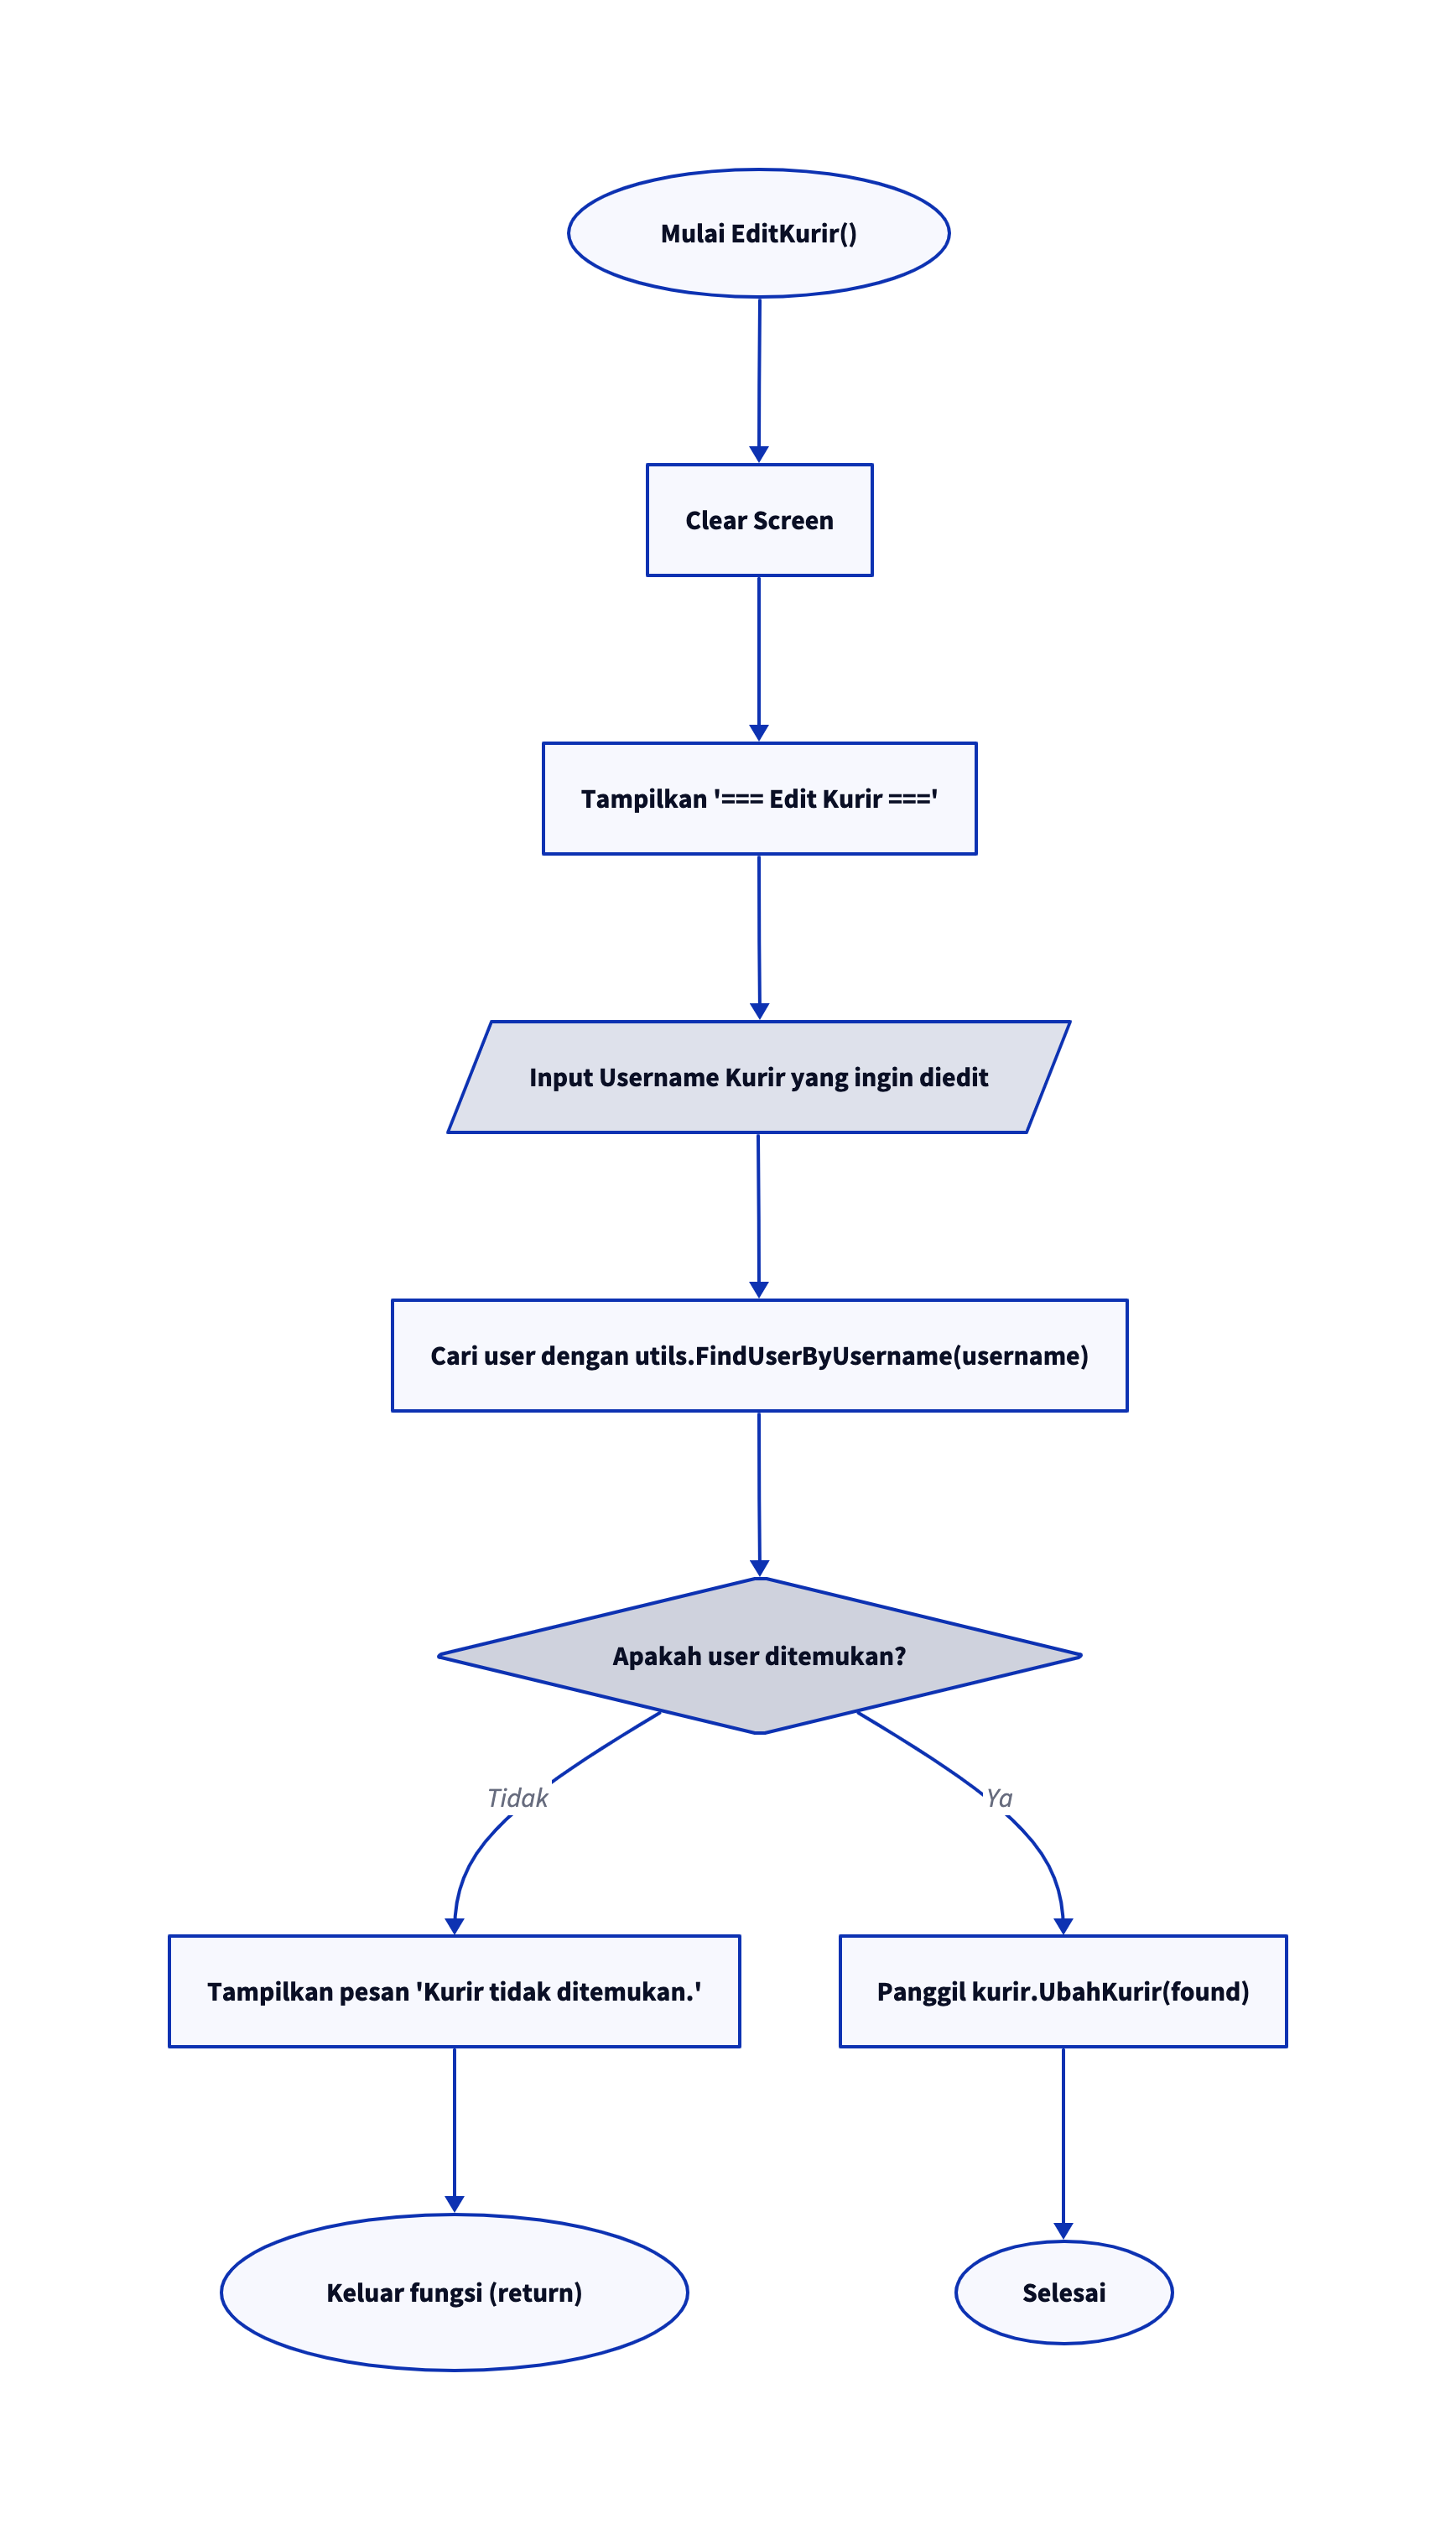 Mulai EditKurir()
Clear Screen
Tampilkan '=== Edit Kurir ==='
Input Username Kurir yang ingin diedit
Cari user dengan utils.FindUserByUsername(username)
Apakah user ditemukan?
Tidak
Ya
Tampilkan pesan 'Kurir tidak ditemukan.'
Panggil kurir.UbahKurir(found)
Keluar fungsi (return)
Selesai